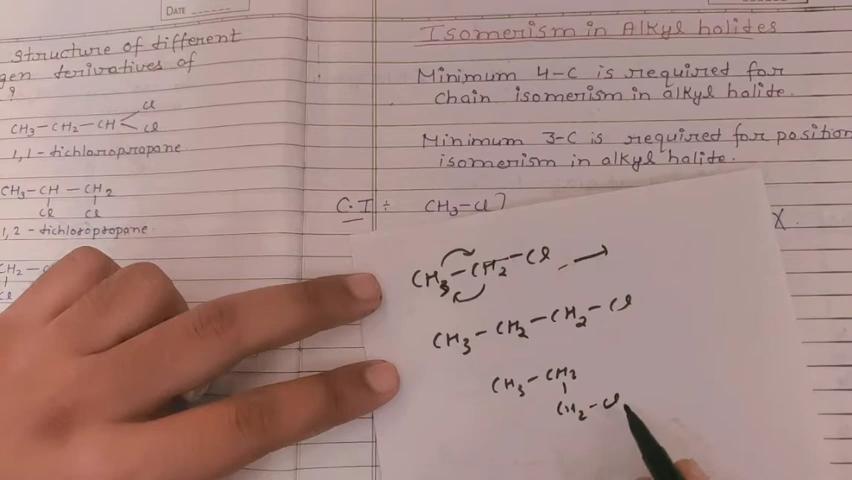 DATE
structure of different
gen derivatives of
?
CH3-CH2-CH
Cl
Cl
1,1-dichloropropane
CH3-CH-CH2
Cl Cl
1,2-dichloropropane
CH2-C
Cl
Isomerism in Alkyl halides
Minimum 4-C is required for
chain isomerism in alkyl halide.
Minimum 3-C is required for position
isomerism in alkyl halide.
C.I ÷ CH3-Cl
X
CH3-CH2-Cl →
CH3-CH2-CH2-Cl
CH3-CH2
CH2-Cl